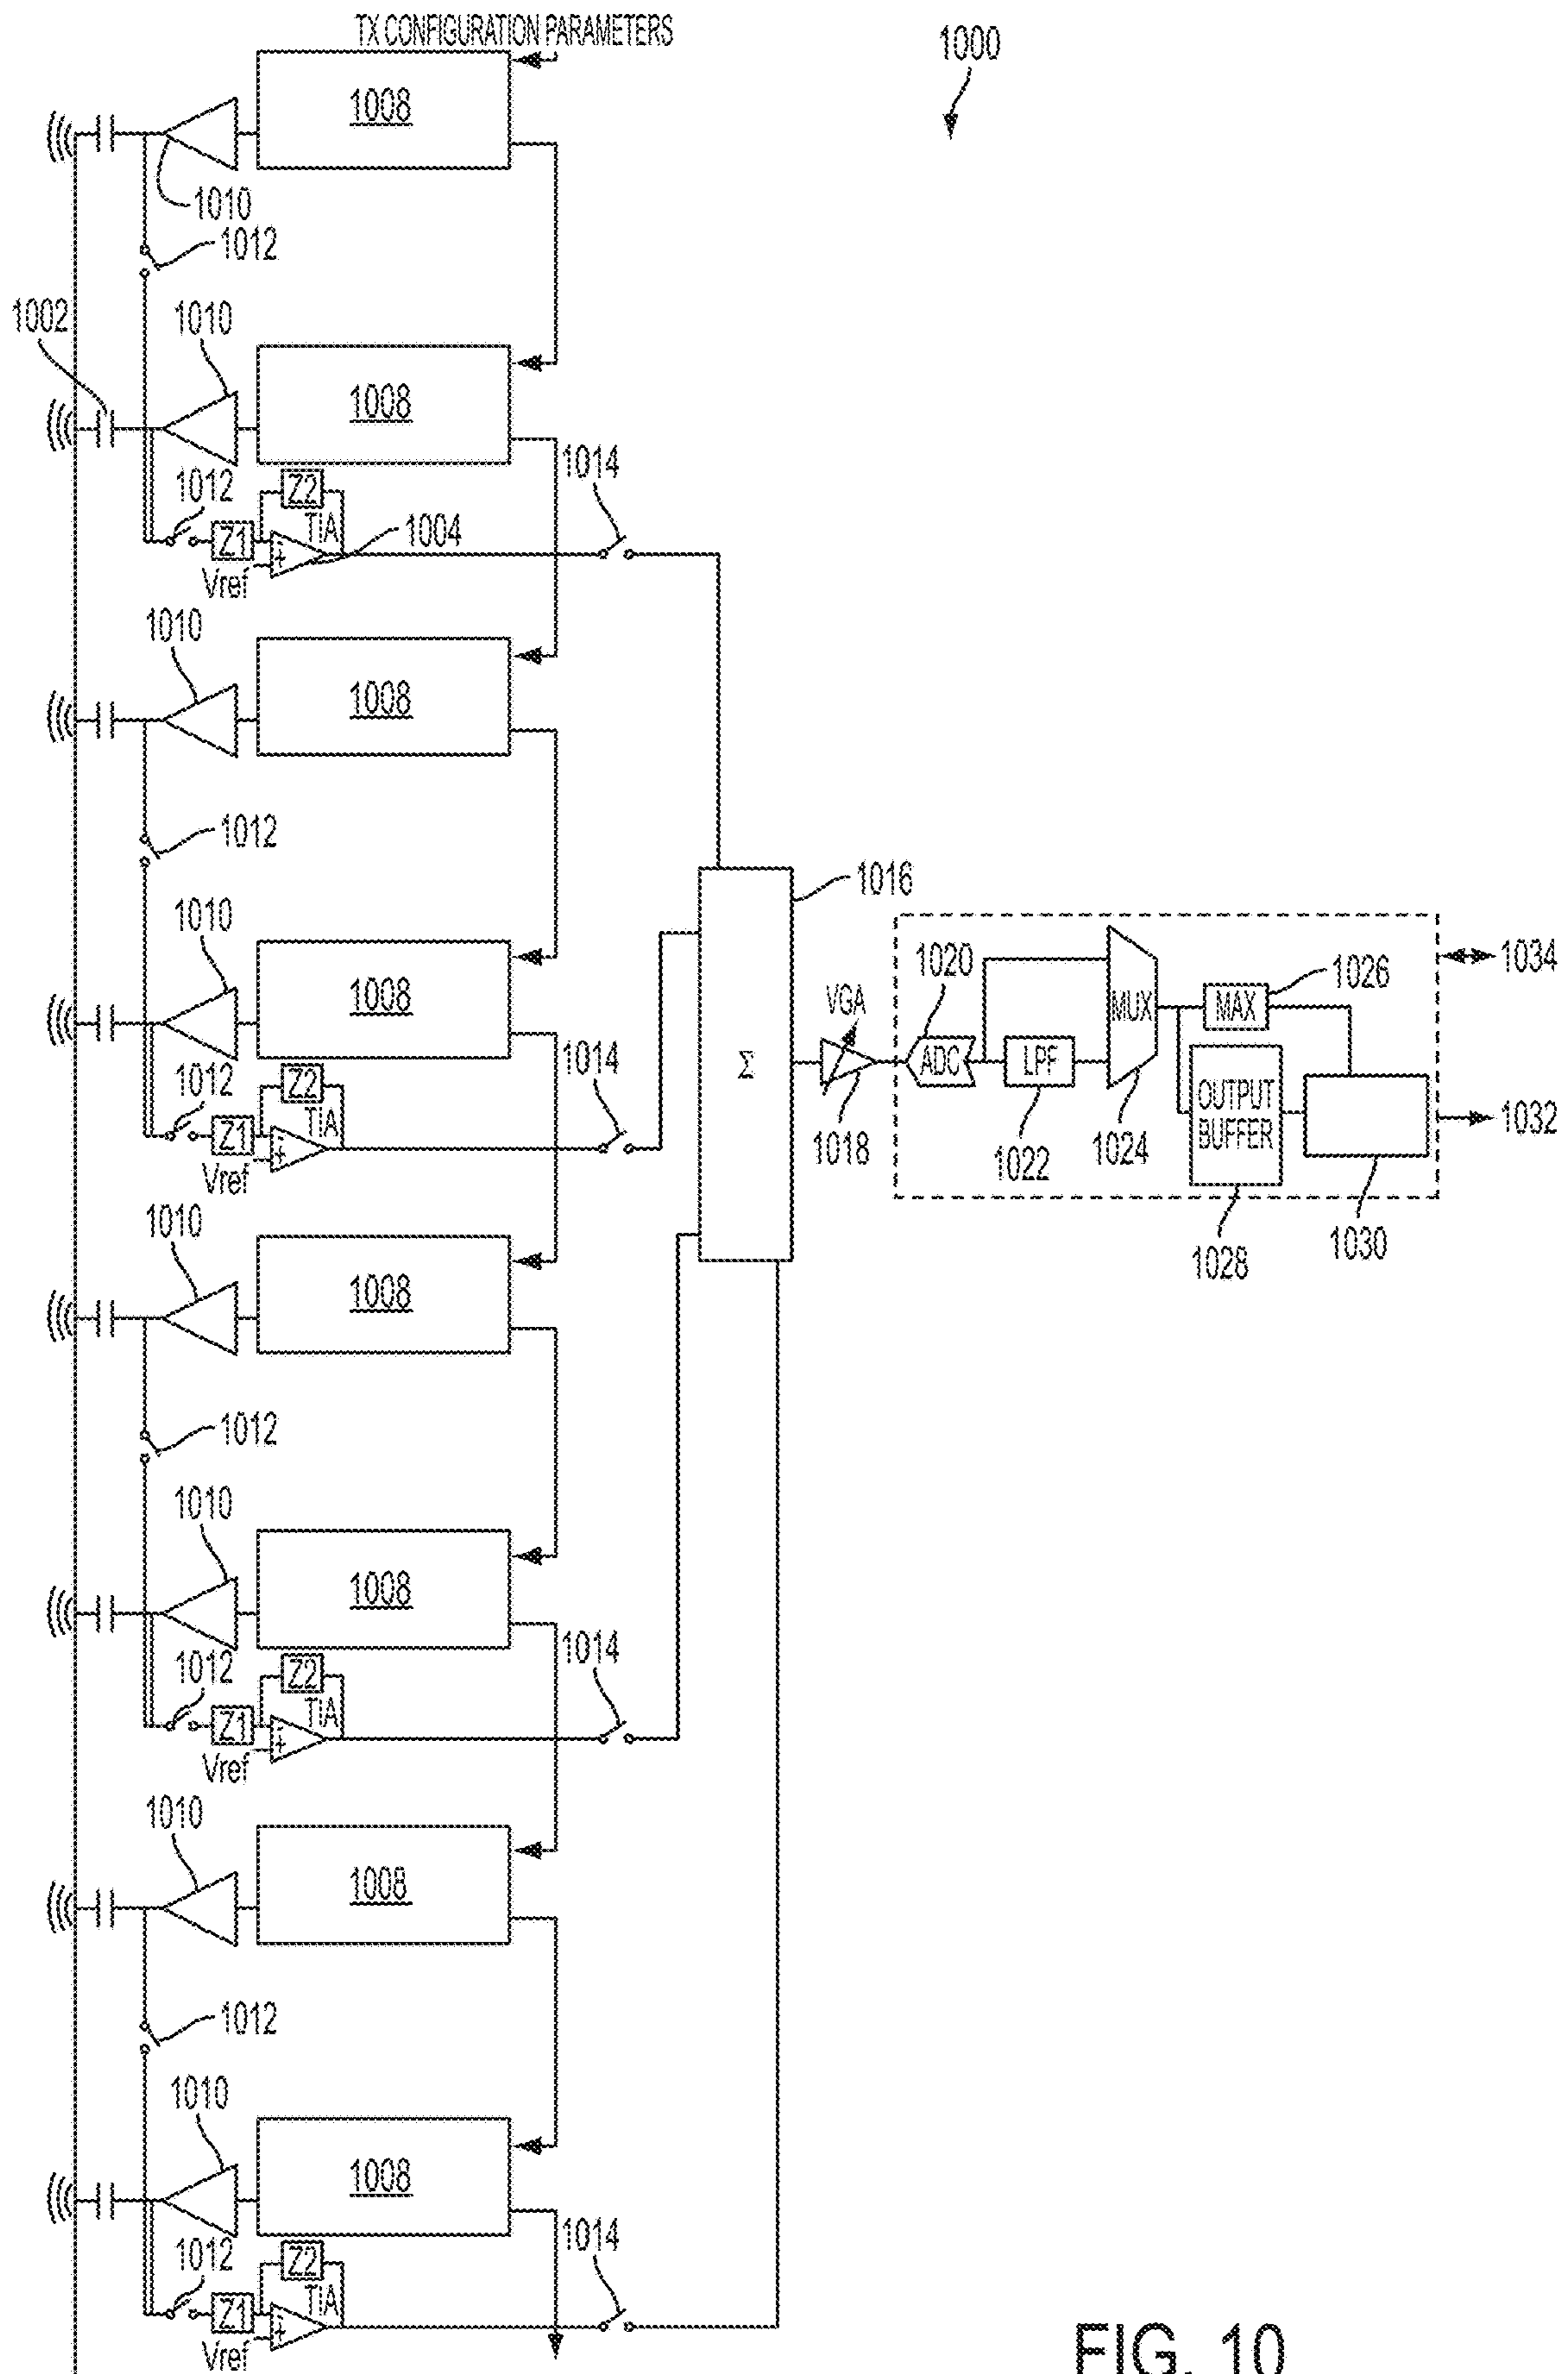 TX CONFIGURATION PARAMETERS
1000
1008
1010
1012
1002
1010
1008
1014
1012
Z2
TiA
1004
Z1
Vref
1010
1008
1012
1016
1010
1008
1020
1034
1026
VGA
MUX
MAX
1014
Σ
ADC
LPF
OUTPUT
BUFFER
1012
Z2
TiA
Z1
1018
1022
1024
1032
Vref
1010
1008
1028
1030
1012
1010
1008
1014
1012
Z2
TiA
Z1
Vref
1010
1008
1012
1010
1008
1014
1012
Z2
TiA
Z1
Vref
FIG. 10